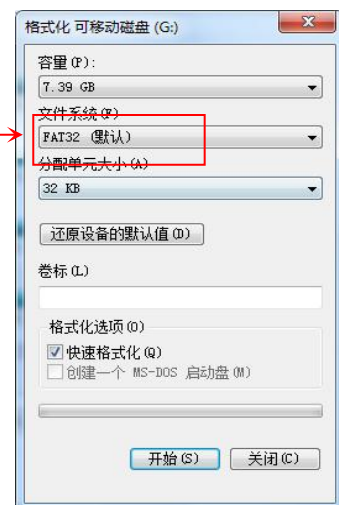 格式化 可移动磁盘 (G:)
容量(P):
7.39 GB
文件系统(F)
FAT32 (默认)
分配单元大小(A)
32 KB
还原设备的默认值(D)
卷标(L)
格式化选项(O)
快速格式化(Q)
创建一个 MS-DOS 启动盘(M)
开始(S) 关闭(C)